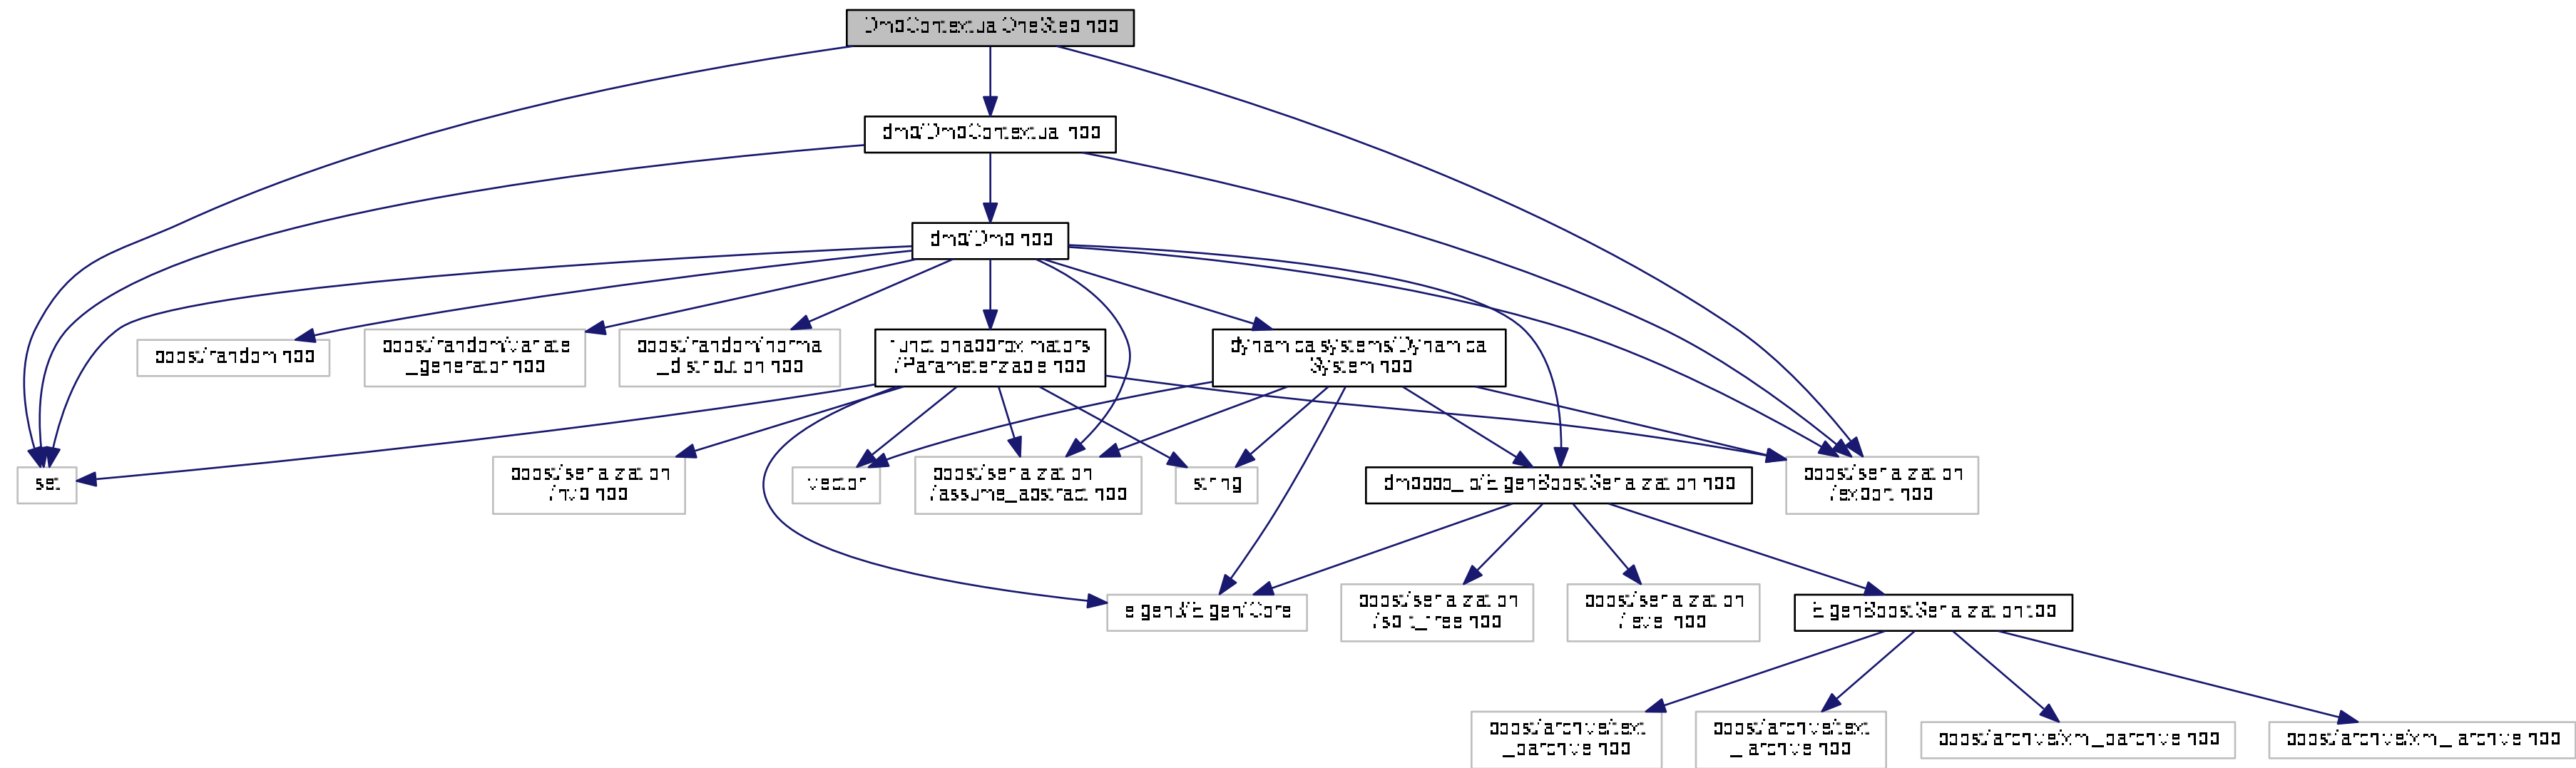 DmpContextualOneStep.hpp
dmp/DmpContextual.hpp
dmp/Dmp.hpp
boost/random.hpp
boost/random/variate
_generator.hpp
boost/random/normal
_distribution.hpp
functionapproximators
/Parameterizable.hpp
dynamicalsystems/Dynamical
System.hpp
set
boost/serialization
/nvp.hpp
vector
boost/serialization
/assume_abstract.hpp
string
dmpbbo_io/EigenBoostSerialization.hpp
boost/serialization
/export.hpp
eigen3/Eigen/Core
boost/serialization
/split_free.hpp
boost/serialization
/level.hpp
EigenBoostSerialization.tpp
boost/archive/text
_oarchive.hpp
boost/archive/text
_iarchive.hpp
boost/archive/xml_oarchive.hpp
boost/archive/xml_iarchive.hpp